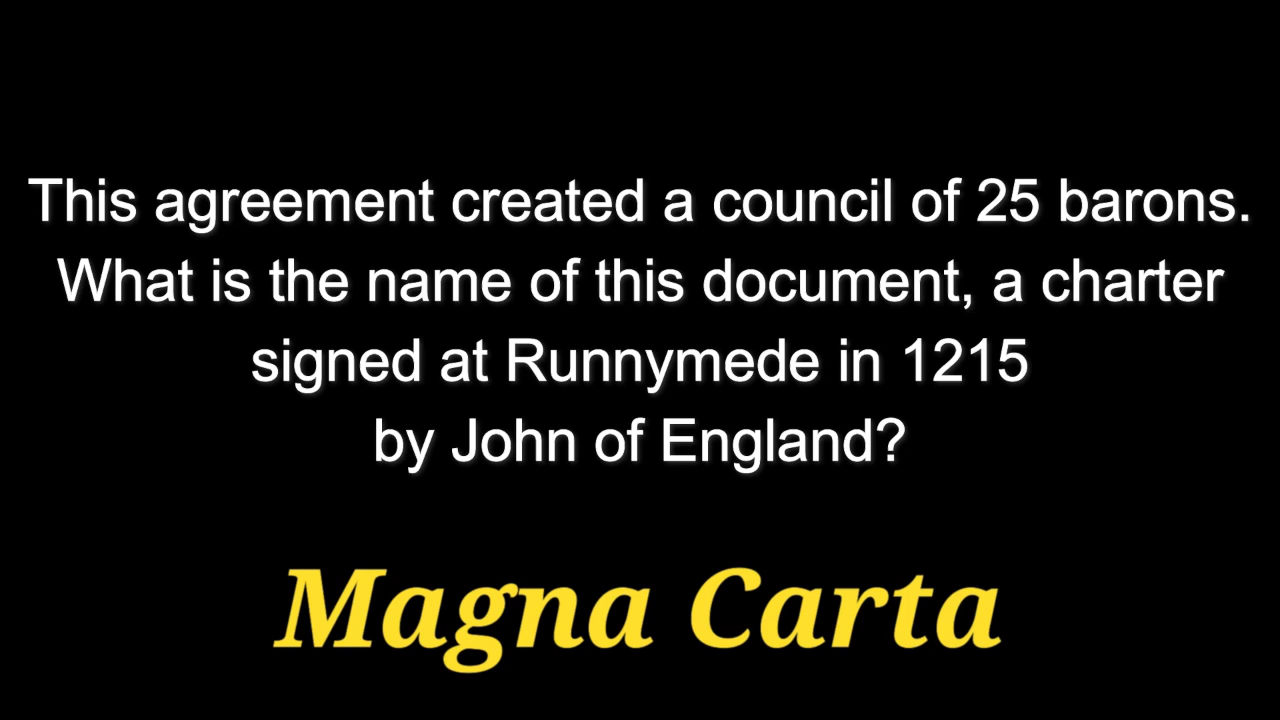 This agreement created a council of 25 barons.
What is the name of this document, a charter
signed at Runnymede in 1215
by John of England?
Magna Carta